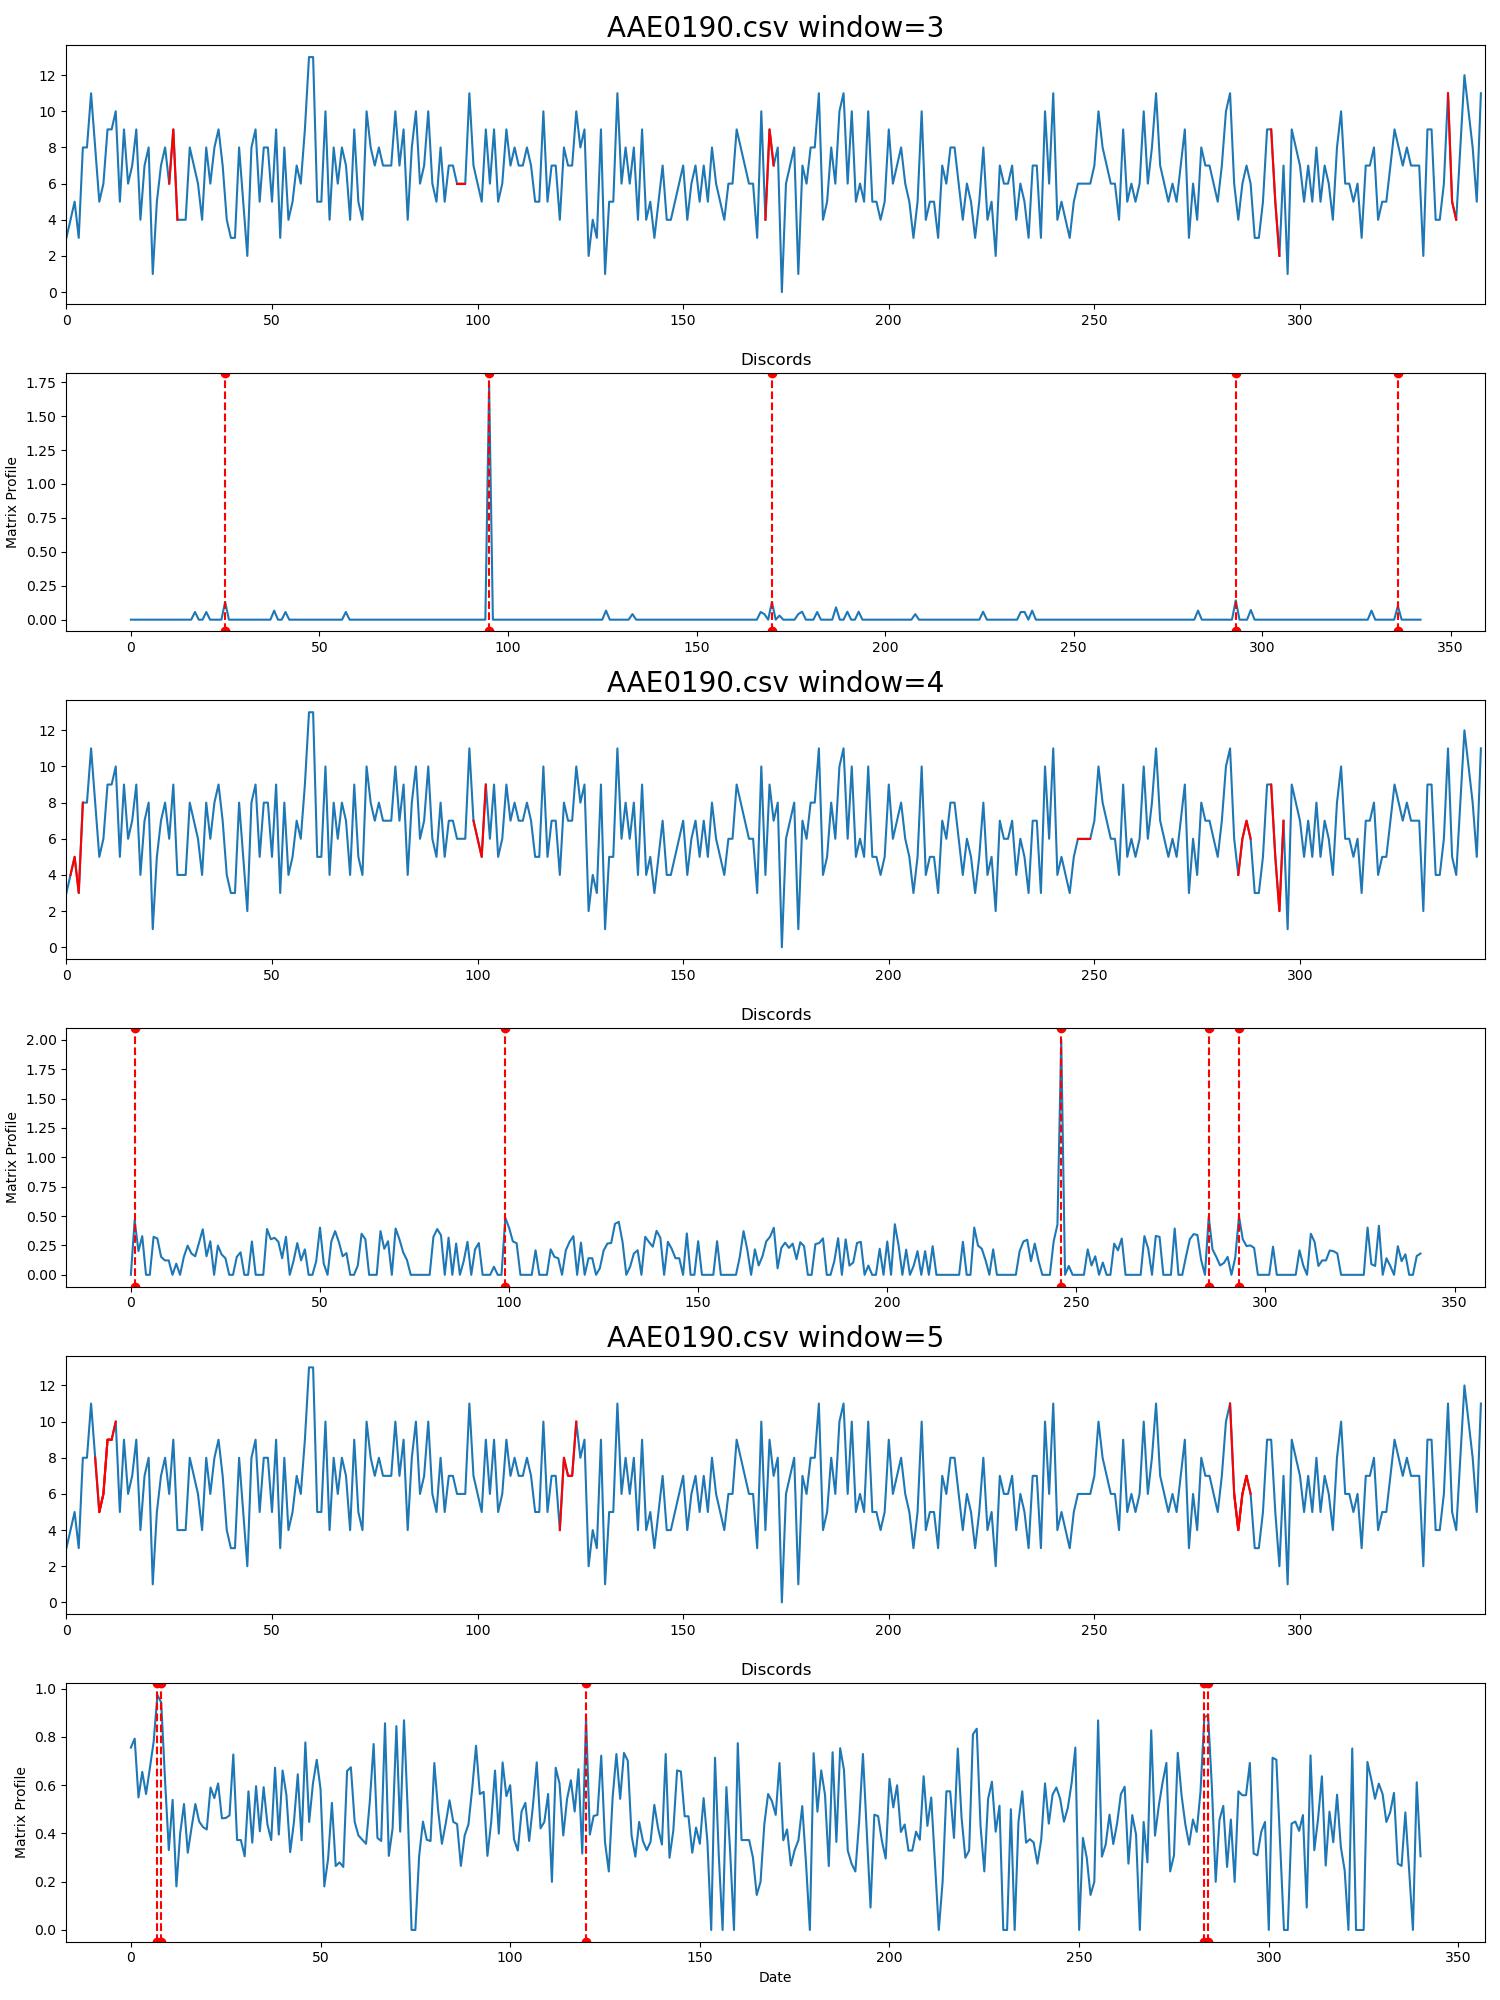 AAE0190.csv window=3
12
10
8
6
4
2
0
0 50 100 150 200 250 300
Discords
Matrix Profile
1.75
1.50
1.25
1.00
0.75
0.50
0.25
0.00
0 50 100 150 200 250 300 350
AAE0190.csv window=4
12
10
8
6
4
2
0
0 50 100 150 200 250 300
Discords
Matrix Profile
2.00
1.75
1.50
1.25
1.00
0.75
0.50
0.25
0.00
0 50 100 150 200 250 300 350
AAE0190.csv window=5
12
10
8
6
4
2
0
0 50 100 150 200 250 300
Discords
Matrix Profile
1.0
0.8
0.6
0.4
0.2
0.0
0 50 100 150 200 250 300 350
Date